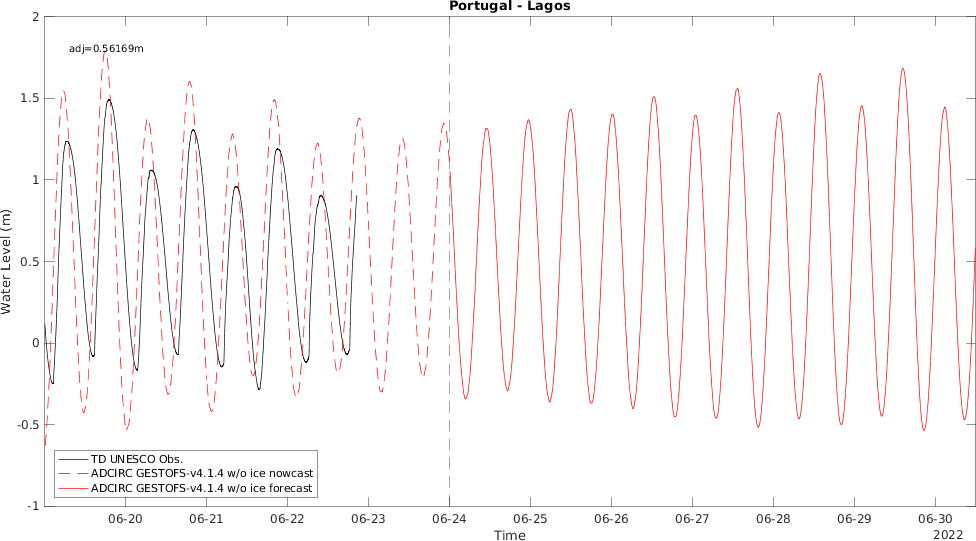 Portugal - Lagos
adj=0.56169m
Water Level (m)
2
1.5
1
0.5
0
-0.5
-1
TD UNESCO Obs.
ADCIRC GESTOFS-v4.1.4 w/o ice nowcast
ADCIRC GESTOFS-v4.1.4 w/o ice forecast
06-20 06-21 06-22 06-23 06-24 06-25 06-26 06-27 06-28 06-29 06-30
Time
2022